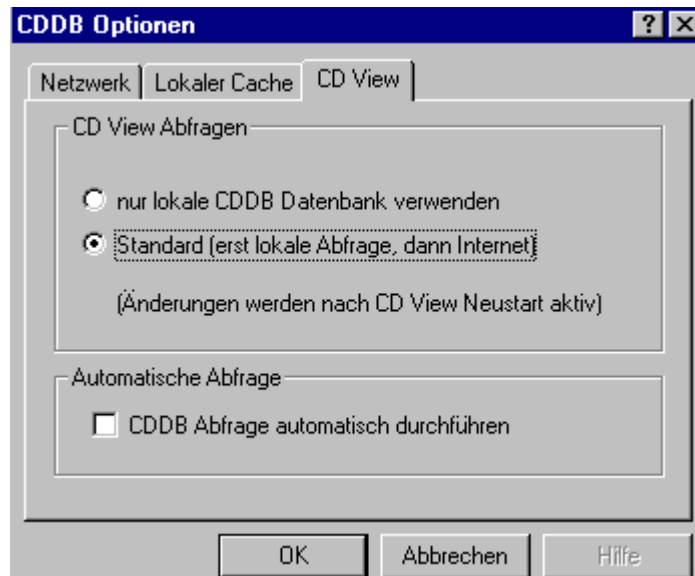 CDDB Optionen
Netzwerk Lokaler Cache CD View
CD View Abfragen
nur lokale CDDB Datenbank verwenden
Standard (erst lokale Abfrage, dann Internet)
(Änderungen werden nach CD View Neustart aktiv)
Automatische Abfrage
CDDB Abfrage automatisch durchführen
OK Abbrechen Hilfe